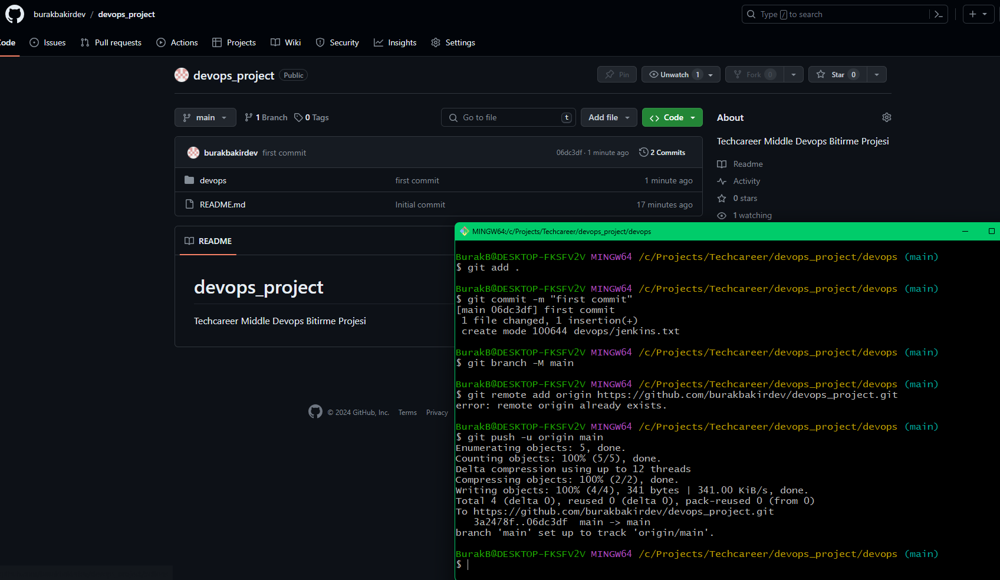 burakbakirdev / devops_project
Type / to search
ode Issues Pull requests Actions Projects Wiki Security Insights Settings
devops_project Public
Pin Unwatch 1 Fork 0 Star 0
main 1 Branch 0 Tags
Go to file t Add file Code
burakbakirdev first commit 06dc3df · 1 minute ago 2 Commits
devops first commit 1 minute ago
README.md Initial commit 17 minutes ago
README
devops_project
Techcareer Middle Devops Bitirme Projesi
About
Techcareer Middle Devops Bitirme Projesi
Readme
Activity
0 stars
1 watching
© 2024 GitHub, Inc. Terms Privacy
MINGW64:/c/Projects/Techcareer/devops_project/devops
BurakB@DESKTOP-FKSFV2V MINGW64 /c/Projects/Techcareer/devops_project/devops (main)
$ git add .
BurakB@DESKTOP-FKSFV2V MINGW64 /c/Projects/Techcareer/devops_project/devops (main)
$ git commit -m "first commit"
[main 06dc3df] first commit
1 file changed, 1 insertion(+)
create mode 100644 devops/jenkins.txt
BurakB@DESKTOP-FKSFV2V MINGW64 /c/Projects/Techcareer/devops_project/devops (main)
$ git branch -M main
BurakB@DESKTOP-FKSFV2V MINGW64 /c/Projects/Techcareer/devops_project/devops (main)
$ git remote add origin https://github.com/burakbakirdev/devops_project.git
error: remote origin already exists.
BurakB@DESKTOP-FKSFV2V MINGW64 /c/Projects/Techcareer/devops_project/devops (main)
$ git push -u origin main
Enumerating objects: 5, done.
Counting objects: 100% (5/5), done.
Delta compression using up to 12 threads
Compressing objects: 100% (2/2), done.
Writing objects: 100% (4/4), 341 bytes | 341.00 KiB/s, done.
Total 4 (delta 0), reused 0 (delta 0), pack-reused 0 (from 0)
To https://github.com/burakbakirdev/devops_project.git
3a2478f..06dc3df main -> main
branch 'main' set up to track 'origin/main'.
BurakB@DESKTOP-FKSFV2V MINGW64 /c/Projects/Techcareer/devops_project/devops (main)
$